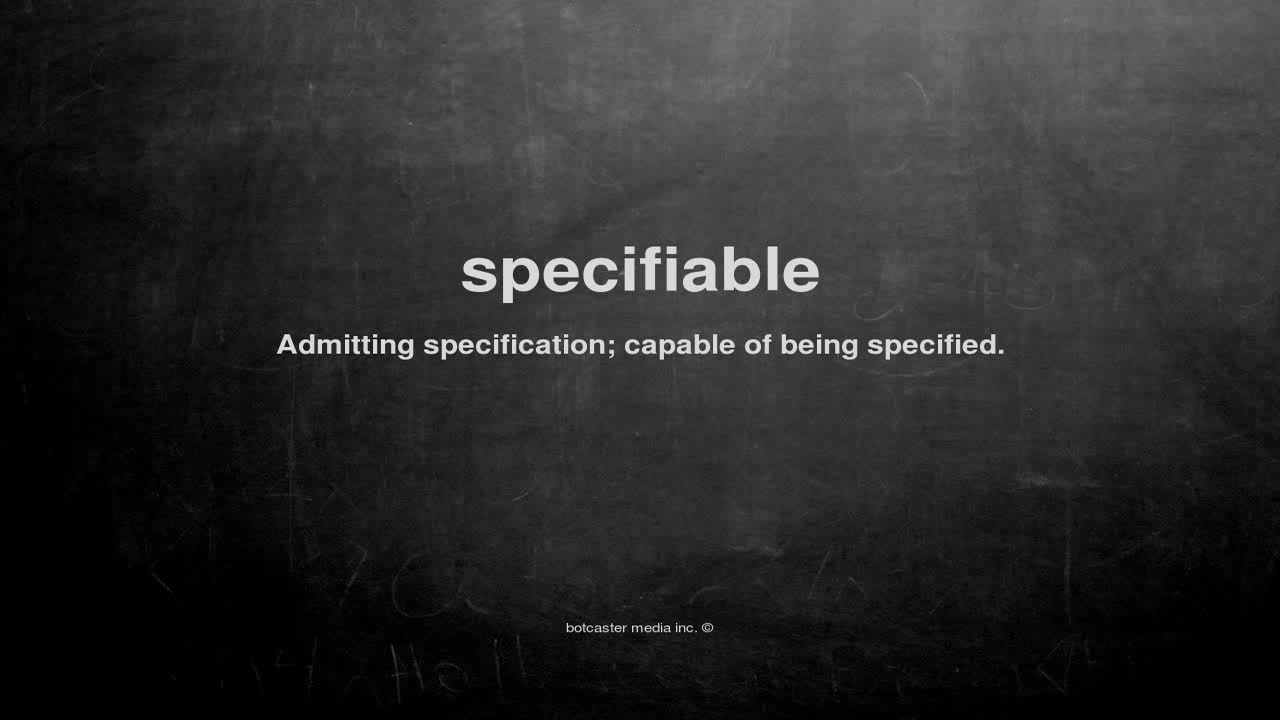 specifiable
Admitting specification; capable of being specified.
botcaster media inc. ©